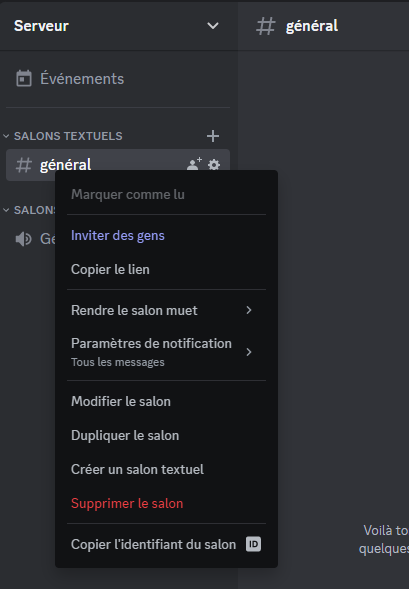 Serveur
# général
Événements
SALONS TEXTUELS
# général
SALONS
Marquer comme lu
Inviter des gens
Copier le lien
Rendre le salon muet
Paramètres de notification
Tous les messages
Modifier le salon
Dupliquer le salon
Créer un salon textuel
Supprimer le salon
Copier l'identifiant du salon ID
Voilà to
quelques